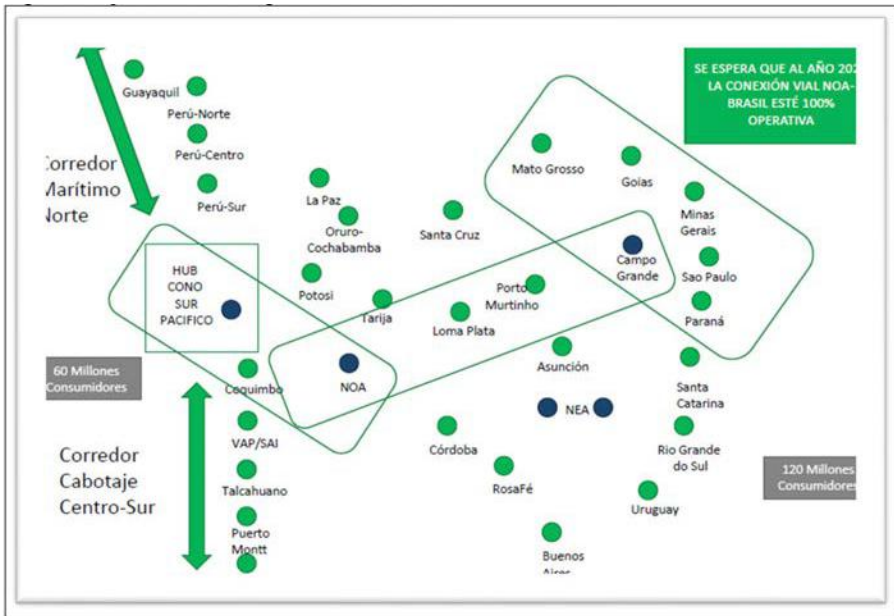 Guayaquil
Perú-Norte
Perú-Centro
Perú-Sur
Corredor
Marítimo
Norte
La Paz
Oruro-
Cochabamba
Santa Cruz
Potosi
Tarija
Loma Plata
Porto
Murtinho
Mato Grosso
Goias
Minas
Gerais
Campo
Grande
Sao Paulo
Paraná
SE ESPERA QUE AL AÑO
LA CONEXIÓN VIAL NOA-
BRASIL ESTÉ 100%
OPERATIVA
HUB
CONO
SUR
PACIFICO
60 Millones
Consumidores
Coquimbo
NOA
Asunción
NEA
Santa
Catarina
Rio Grande
do Sul
VAP/SAI
Talcahuano
Puerto
Montt
Corredor
Cabotaje
Centro-Sur
Córdoba
RosaFé
Uruguay
Buenos
Aires
120 Millones
Consumidores